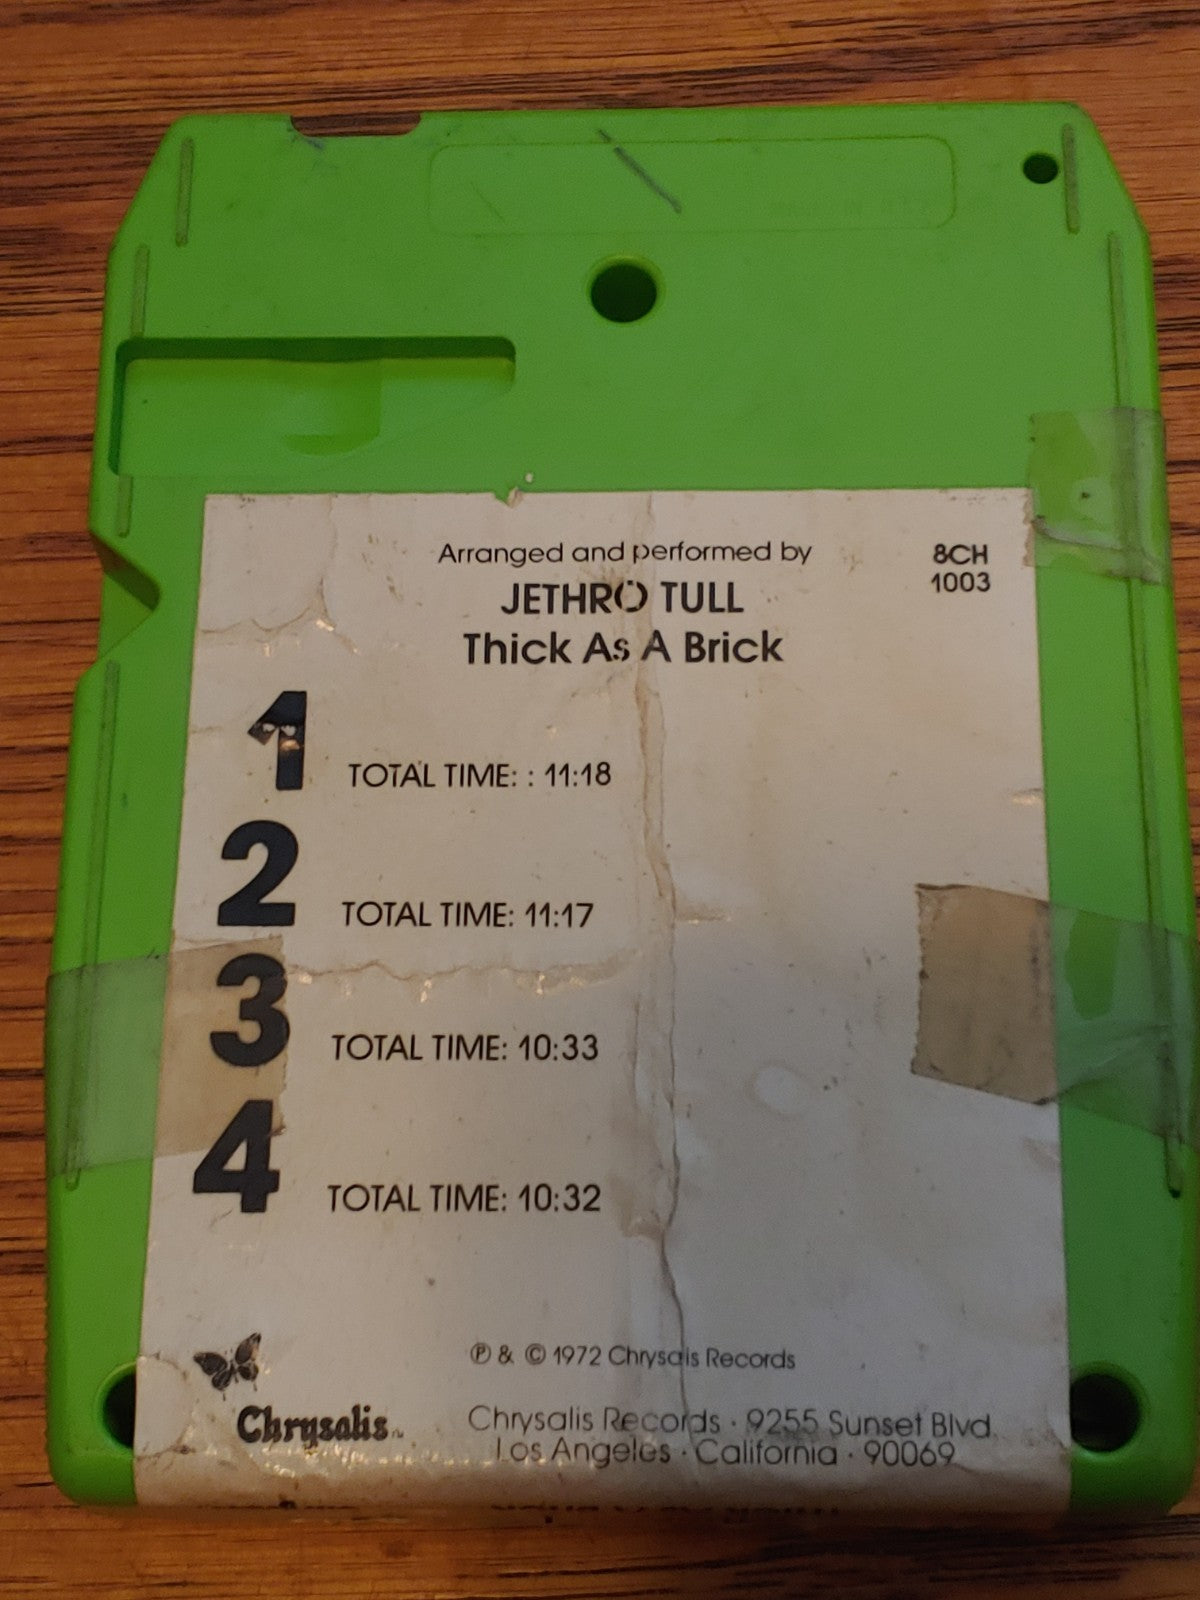 Arranged and performed by
8CH
1003
JETHRO TULL
Thick As A Brick
1 TOTAL TIME: : 11:18
2 TOTAL TIME: 11:17
3 TOTAL TIME: 10:33
4 TOTAL TIME: 10:32
℗ & © 1972 Chrysalis Records
Chrysalis
Chrysalis Records · 9255 Sunset Blvd.
Los Angeles · California · 90069